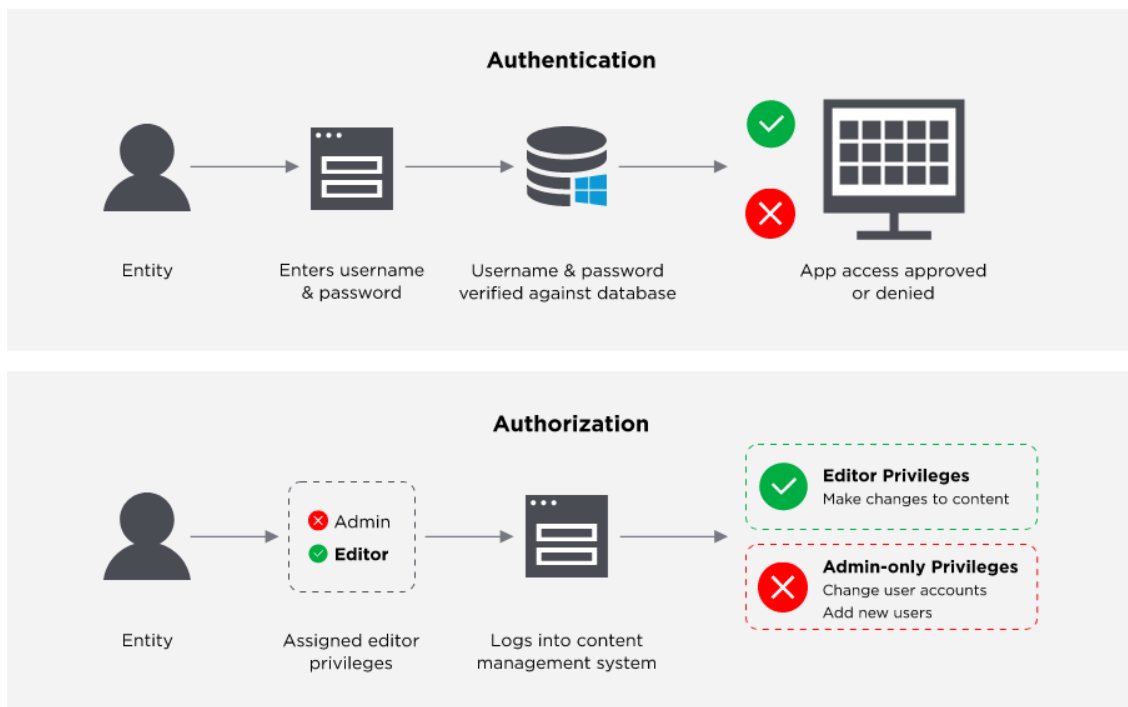 Authentication
Entity
Enters username
& password
Username & password
verified against database
App access approved
or denied
Authorization
Admin
Editor
Editor Privileges
Make changes to content
Admin-only Privileges
Change user accounts
Add new users
Entity
Assigned editor
privileges
Logs into content
management system